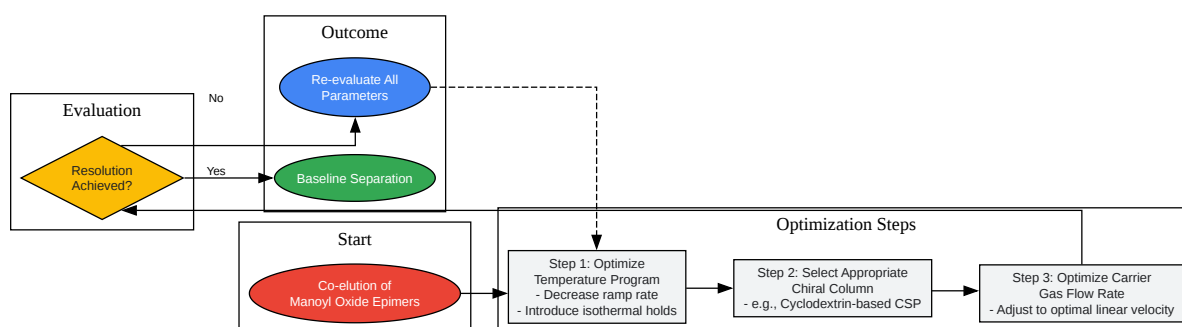 Outcome
Re-evaluate All
Parameters
No
Evaluation
Resolution
Achieved?
Yes
Baseline Separation
Start
Co-elution of
Manoyl Oxide Epimers
Optimization Steps
Step 1: Optimize
Temperature Program
- Decrease ramp rate
- Introduce isothermal holds
Step 2: Select Appropriate
Chiral Column
- e.g., Cyclodextrin-based CSP
Step 3: Optimize Carrier
Gas Flow Rate
- Adjust to optimal linear velocity